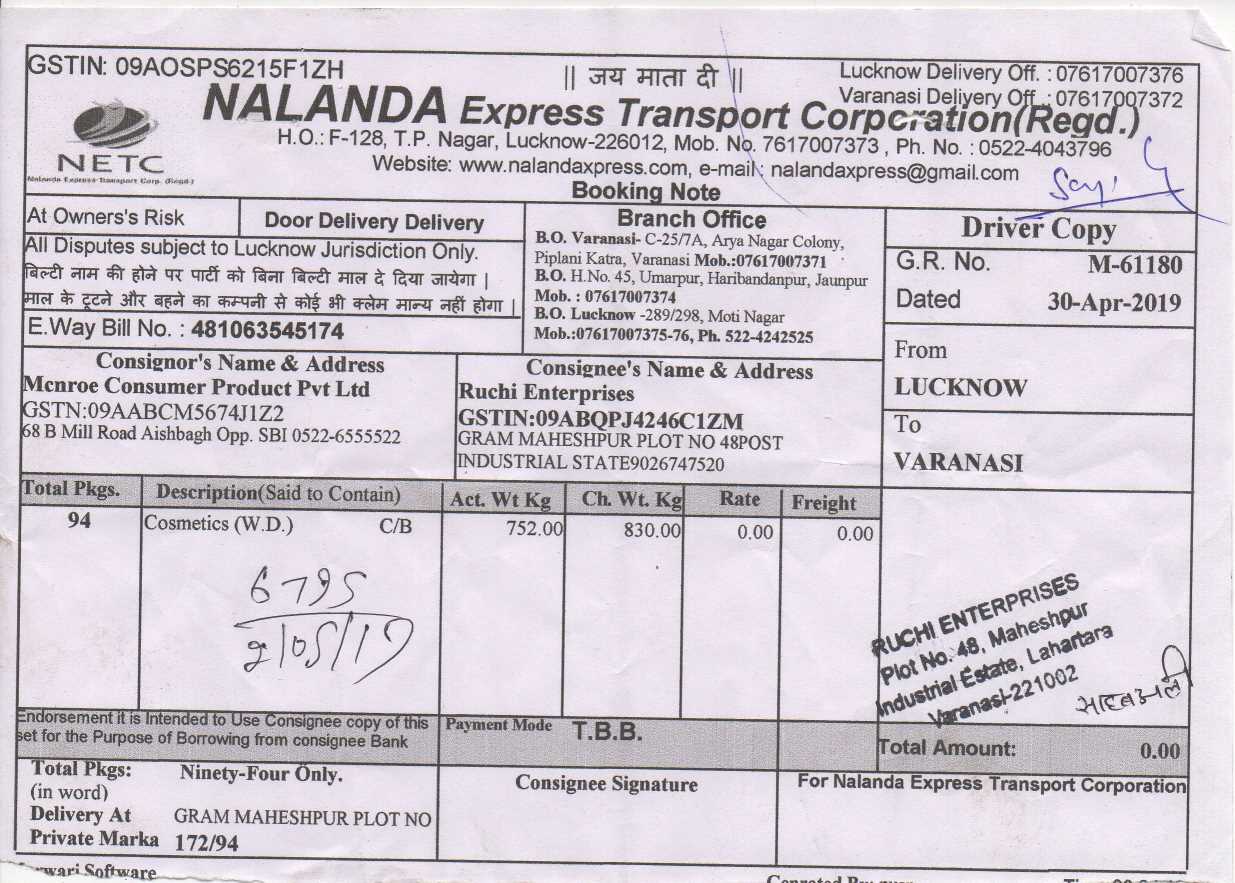 GSTIN: 09AOSPS6215F1ZH
|| जय माता दी ||
Lucknow Delivery Off. : 07617007376
Varanasi Delivery Off. : 07617007372
NALANDA Express Transport Corporation(Regd.)
NETC
Nalanda Express Transport Corp. (Regd.)
H.O.: F-128, T.P. Nagar, Lucknow-226012, Mob. No. 7617007373 , Ph. No. : 0522-4043796
Website: www.nalandaxpress.com, e-mail : nalandaxpress@gmail.com
Booking Note
At Owners's Risk
Door Delivery Delivery
All Disputes subject to Lucknow Jurisdiction Only.
बिल्टी नाम की होने पर पार्टी को बिना बिल्टी माल दे दिया जायेगा |
माल के टूटने और बहने का कम्पनी से कोई भी क्लेम मान्य नहीं होगा |
E.Way Bill No. : 481063545174
Branch Office
B.O. Varanasi- C-25/7A, Arya Nagar Colony,
Piplani Katra, Varanasi Mob.:07617007371
B.O. H.No. 45, Umarpur, Haribandanpur, Jaunpur
Mob. : 07617007374
B.O. Lucknow -289/298, Moti Nagar
Mob.:07617007375-76, Ph. 522-4242525
Driver Copy
G.R. No. M-61180
Dated 30-Apr-2019
From
LUCKNOW
To
VARANASI
Consignor's Name & Address
Mcnroe Consumer Product Pvt Ltd
GSTN:09AABCM5674J1Z2
68 B Mill Road Aishbagh Opp. SBI 0522-6555522
Consignee's Name & Address
Ruchi Enterprises
GSTIN:09ABQPJ4246C1ZM
GRAM MAHESHPUR PLOT NO 48POST
INDUSTRIAL STATE9026747520
Total Pkgs. Description(Said to Contain) Act. Wt Kg Ch. Wt. Kg Rate Freight
94 Cosmetics (W.D.) C/B 752.00 830.00 0.00 0.00
6795
2/05/19
RUCHI ENTERPRISES
Plot No. 48, Maheshpur
Industrial Estate, Lahartara
Varanasi-221002
Endorsement it is Intended to Use Consignee copy of this
set for the Purpose of Borrowing from consignee Bank
Payment Mode T.B.B.
Total Amount: 0.00
Total Pkgs: Ninety-Four Only.
(in word)
Delivery At GRAM MAHESHPUR PLOT NO
Private Marka 172/94
Consignee Signature
For Nalanda Express Transport Corporation
Software